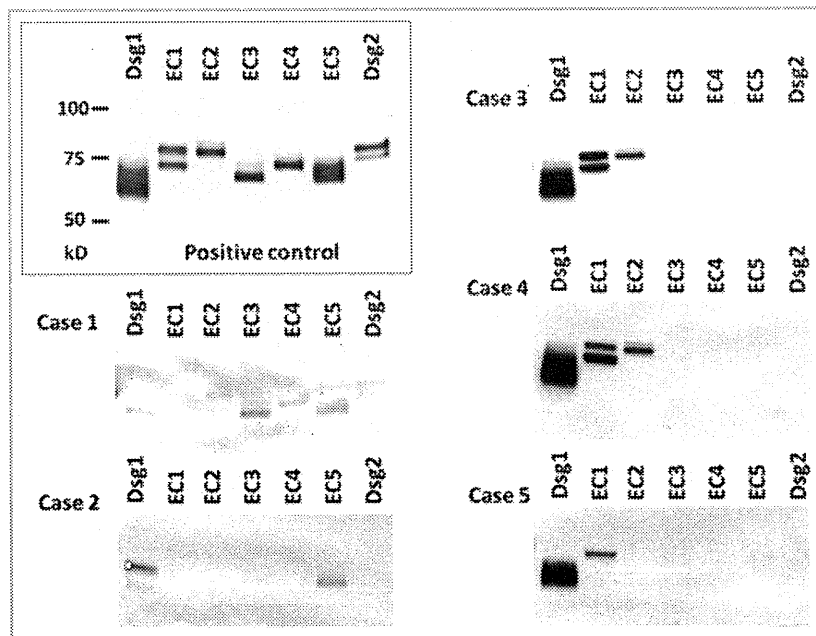 Dsg1 EC1 EC2 EC3 EC4 EC5 Dsg2
100
75
50
kD
Positive control
Case 1
Dsg1 EC1 EC2 EC3 EC4 EC5 Dsg2
Case 2
Dsg1 EC1 EC2 EC3 EC4 EC5 Dsg2
Case 3
Dsg1 EC1 EC2 EC3 EC4 EC5 Dsg2
Case 4
Dsg1 EC1 EC2 EC3 EC4 EC5 Dsg2
Case 5
Dsg1 EC1 EC2 EC3 EC4 EC5 Dsg2